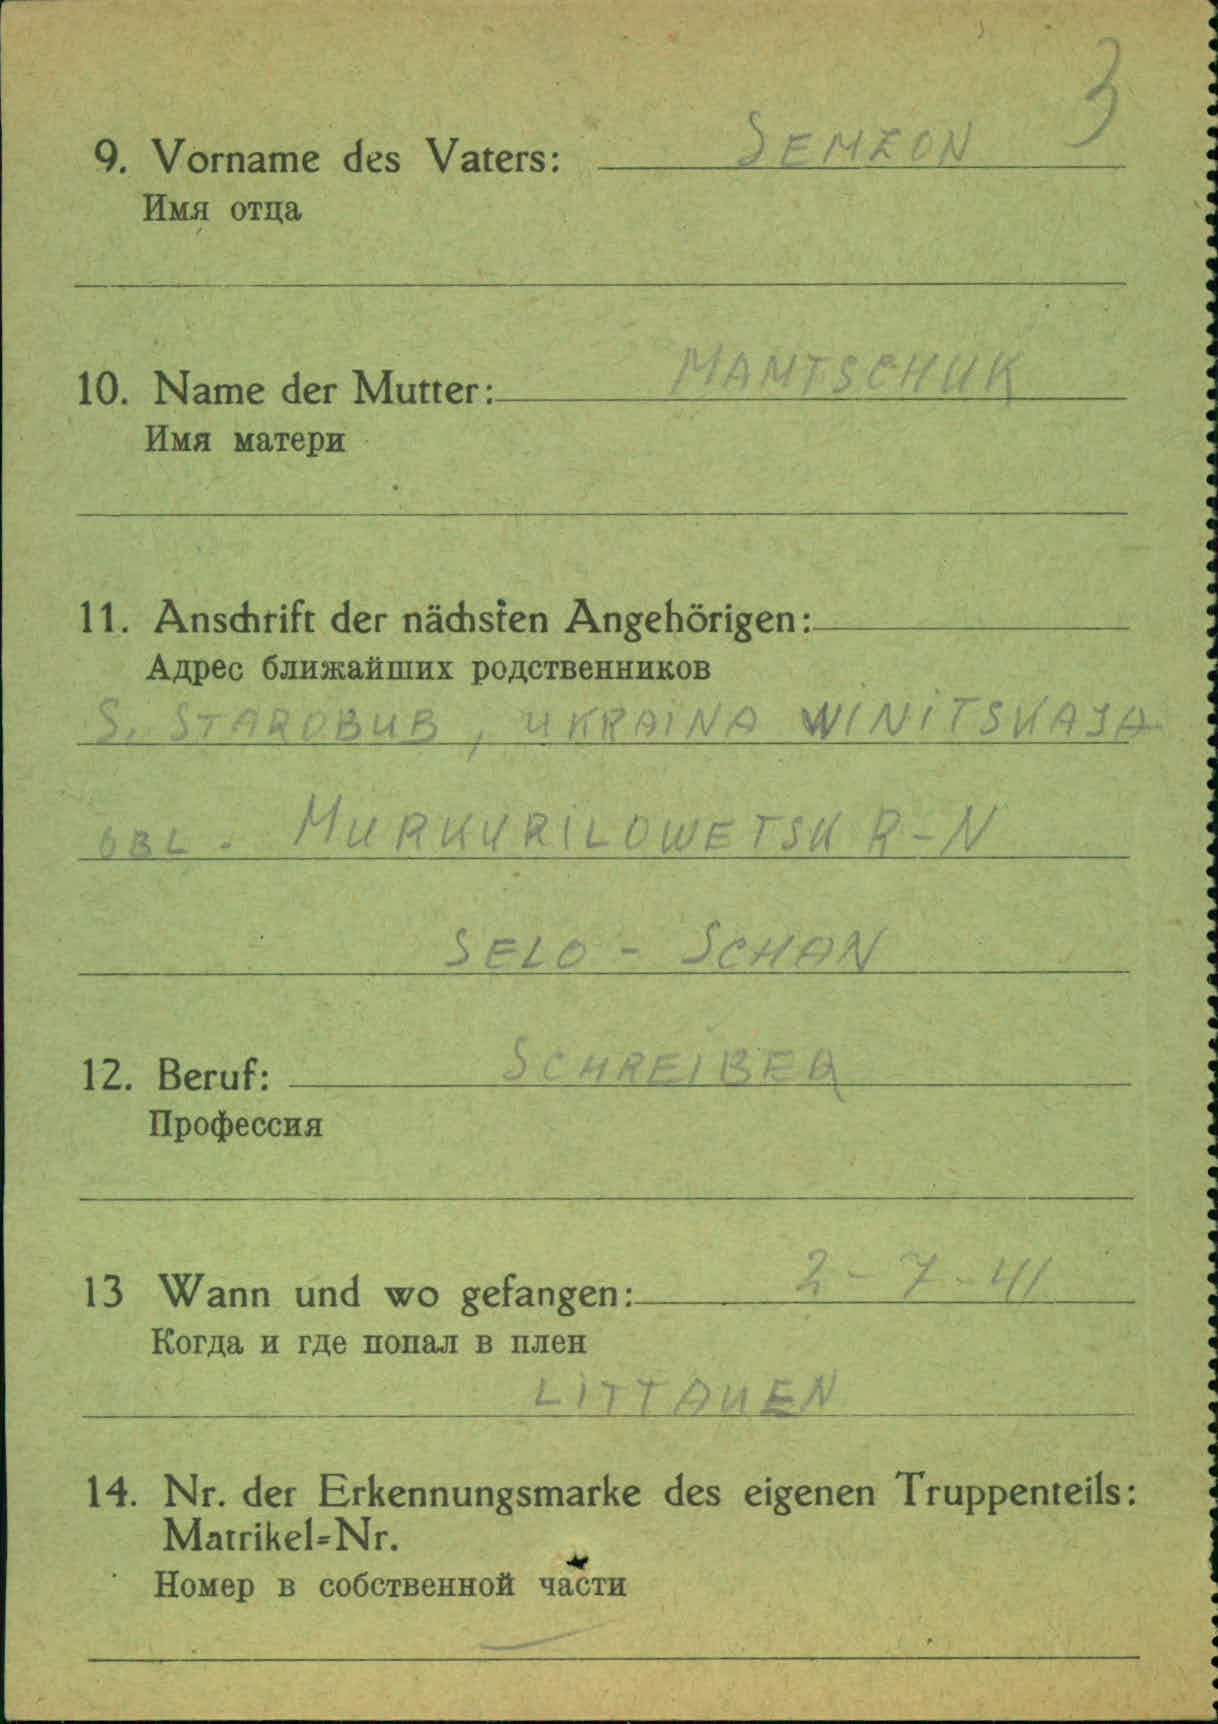 3
9. Vorname des Vaters: SEMEON
Имя отца
10. Name der Mutter: MAMTSCHUK
Имя матери
11. Anschrift der nächsten Angehörigen:
Адрес ближайших родственников
S. STAROBUB, UKRAINA WINITSKAJA
OBL. MURKURILOWETSK R-N
SELO - SCHAN
12. Beruf: SCHREIBER
Профессия
13 Wann und wo gefangen: 2-7-41
Когда и где попал в плен
LITTAUEN
14. Nr. der Erkennungsmarke des eigenen Truppenteils:
Matrikel=Nr.
Номер в собственной части
—